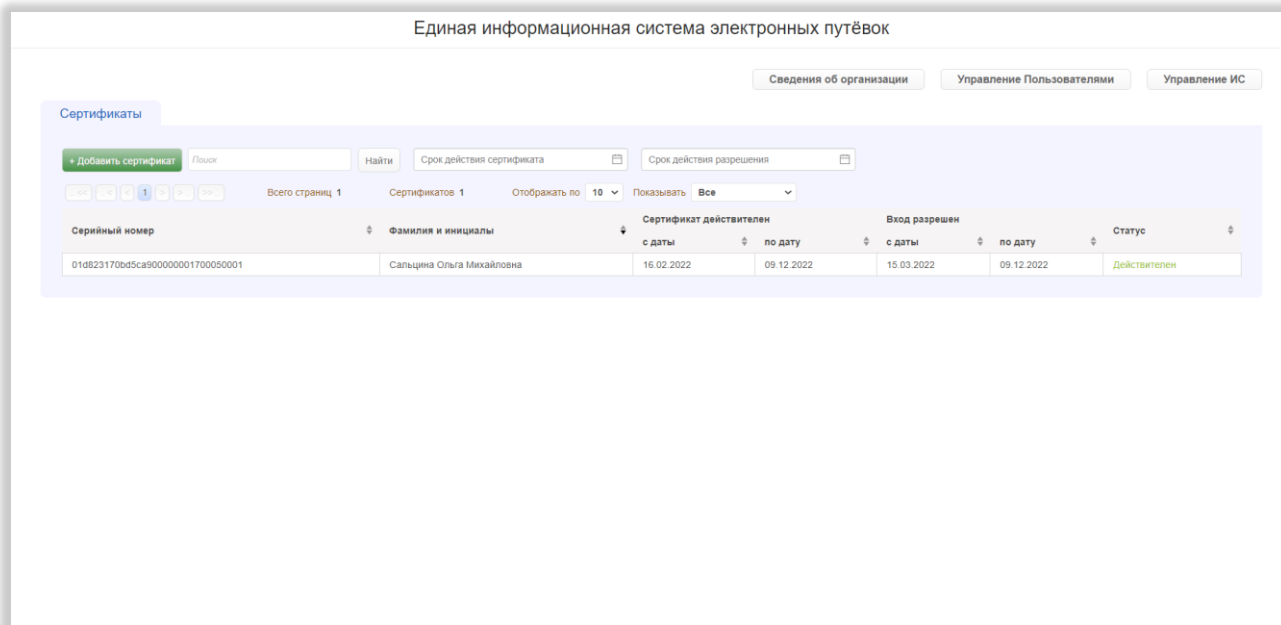 Единая информационная система электронных путёвок
Сведения об организации Управление Пользователями Управление ИС
Сертификаты
+ Добавить сертификат Поиск Найти Срок действия сертификата Срок действия разрешения
<< < < 1 > > >> Всего страниц 1 Сертификатов 1 Отображать по 10 Показывать Все
Серийный номер Фамилия и инициалы Сертификат действителен Вход разрешен Статус
с даты по дату с даты по дату
01d823170bd5ca900000001700050001 Сальцина Ольга Михайловна 16.02.2022 09.12.2022 15.03.2022 09.12.2022 Действителен